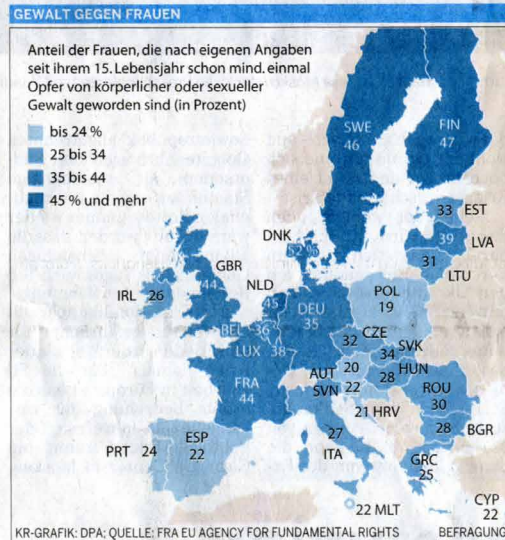 GEWALT GEGEN FRAUEN
Anteil der Frauen, die nach eigenen Angaben
seit ihrem 15. Lebensjahr schon mind. einmal
Opfer von körperlicher oder sexueller
Gewalt geworden sind (in Prozent)
bis 24 %
25 bis 34
35 bis 44
45 % und mehr
SWE
46
FIN
47
33 EST
39 LVA
31 LTU
DNK
52 %
GBR
44
NLD
45
IRL 26
POL
19
DEU
35
BEL 36
LUX 38
CZE
32
SVK
34
AUT 20
HUN
28
SVN 22
FRA
44
ROU
30
21 HRV
28 BGR
27
ITA
PRT 24
ESP
22
GRC
25
22 MLT
CYP
22
KR-GRAFIK: DPA; QUELLE: FRA EU AGENCY FOR FUNDAMENTAL RIGHTS BEFRAGUNG